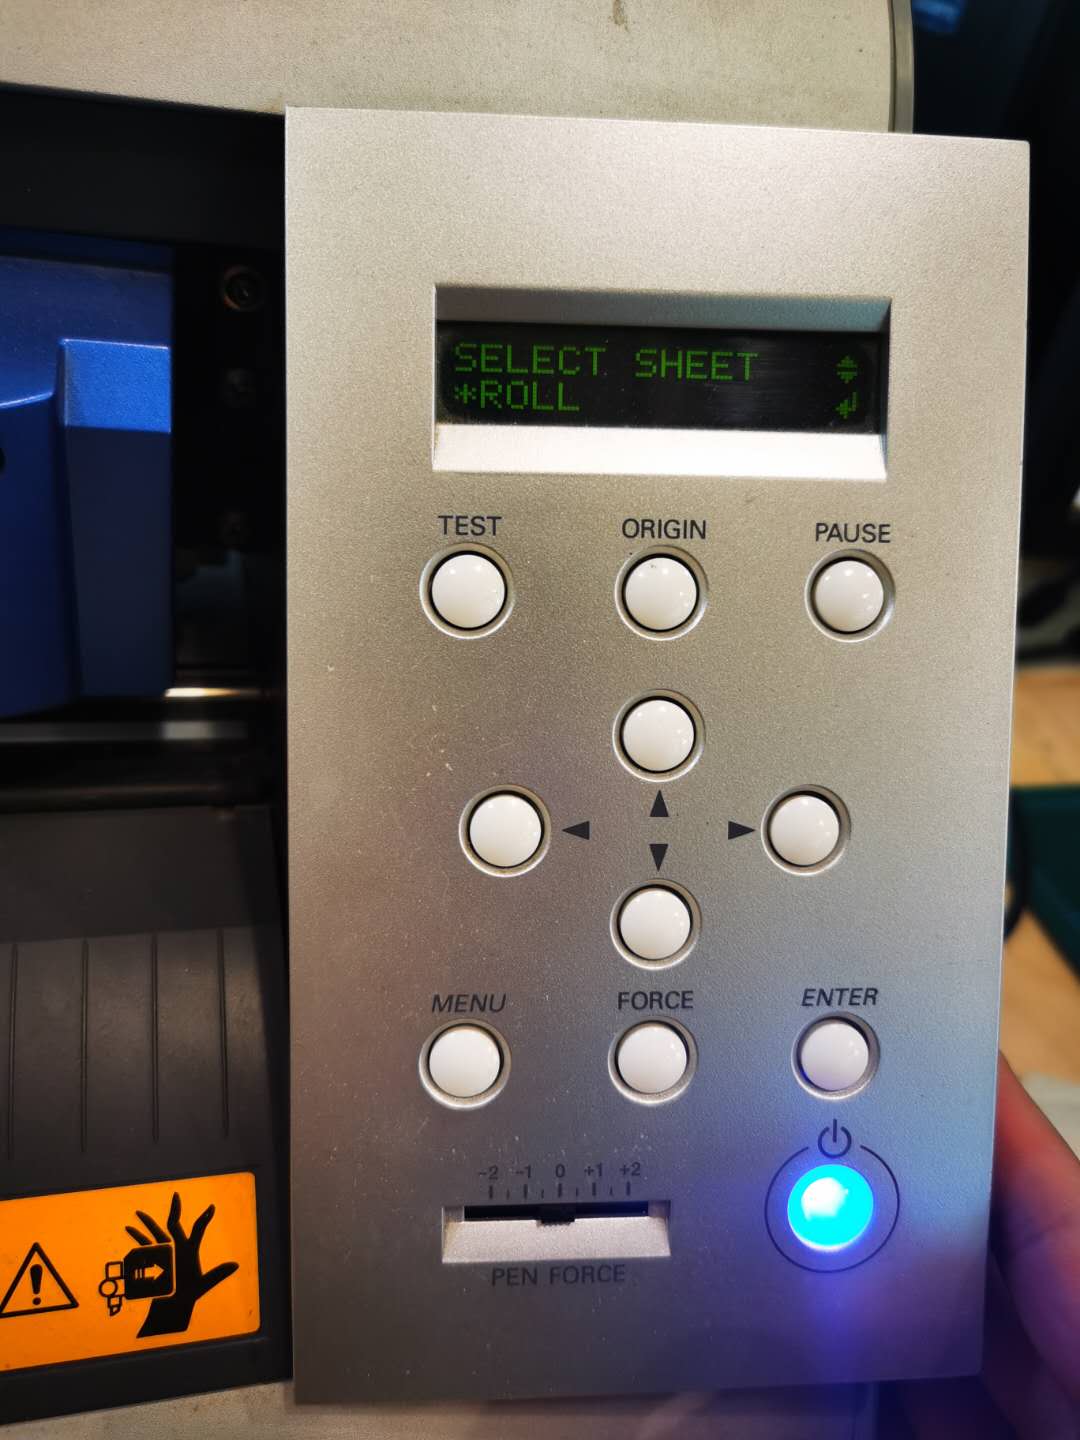 SELECT SHEET
*ROLL
TEST ORIGIN PAUSE
MENU FORCE ENTER
-2 -1 0 +1 +2
PEN FORCE